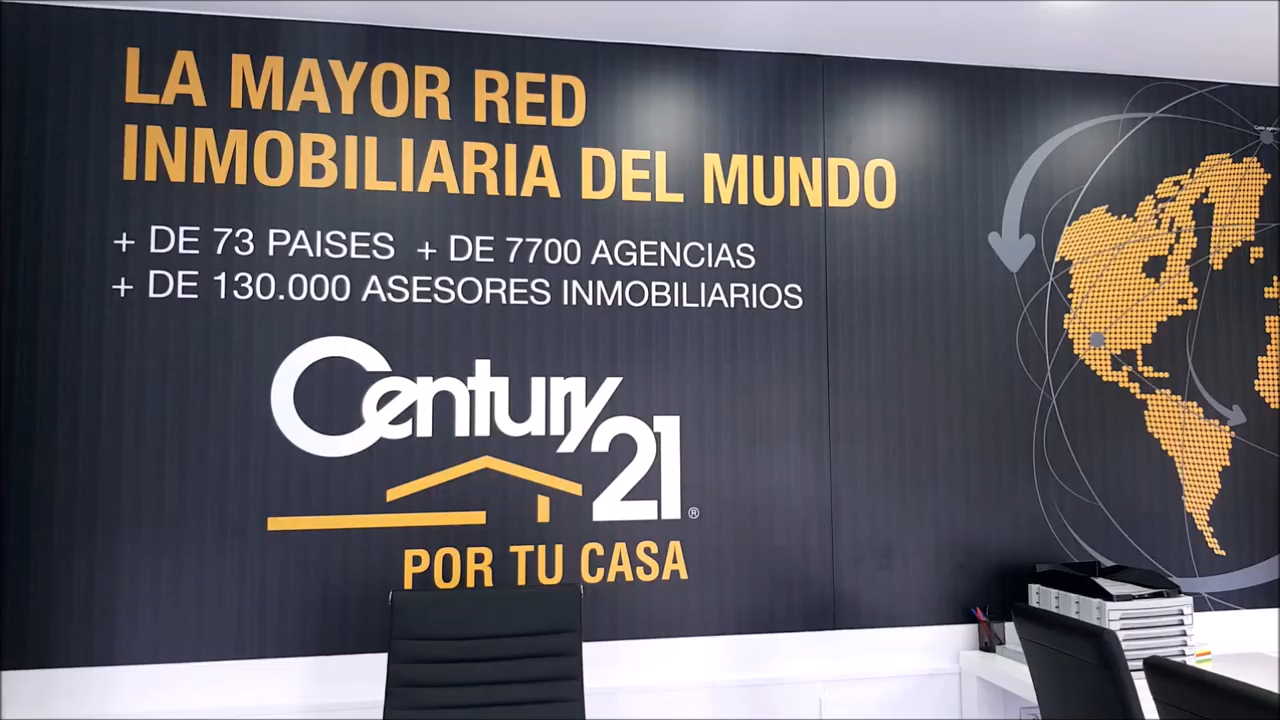 LA MAYOR RED
INMOBILIARIA DEL MUNDO
+ DE 73 PAISES + DE 7700 AGENCIAS
+ DE 130.000 ASESORES INMOBILIARIOS
Century
21®
POR TU CASA